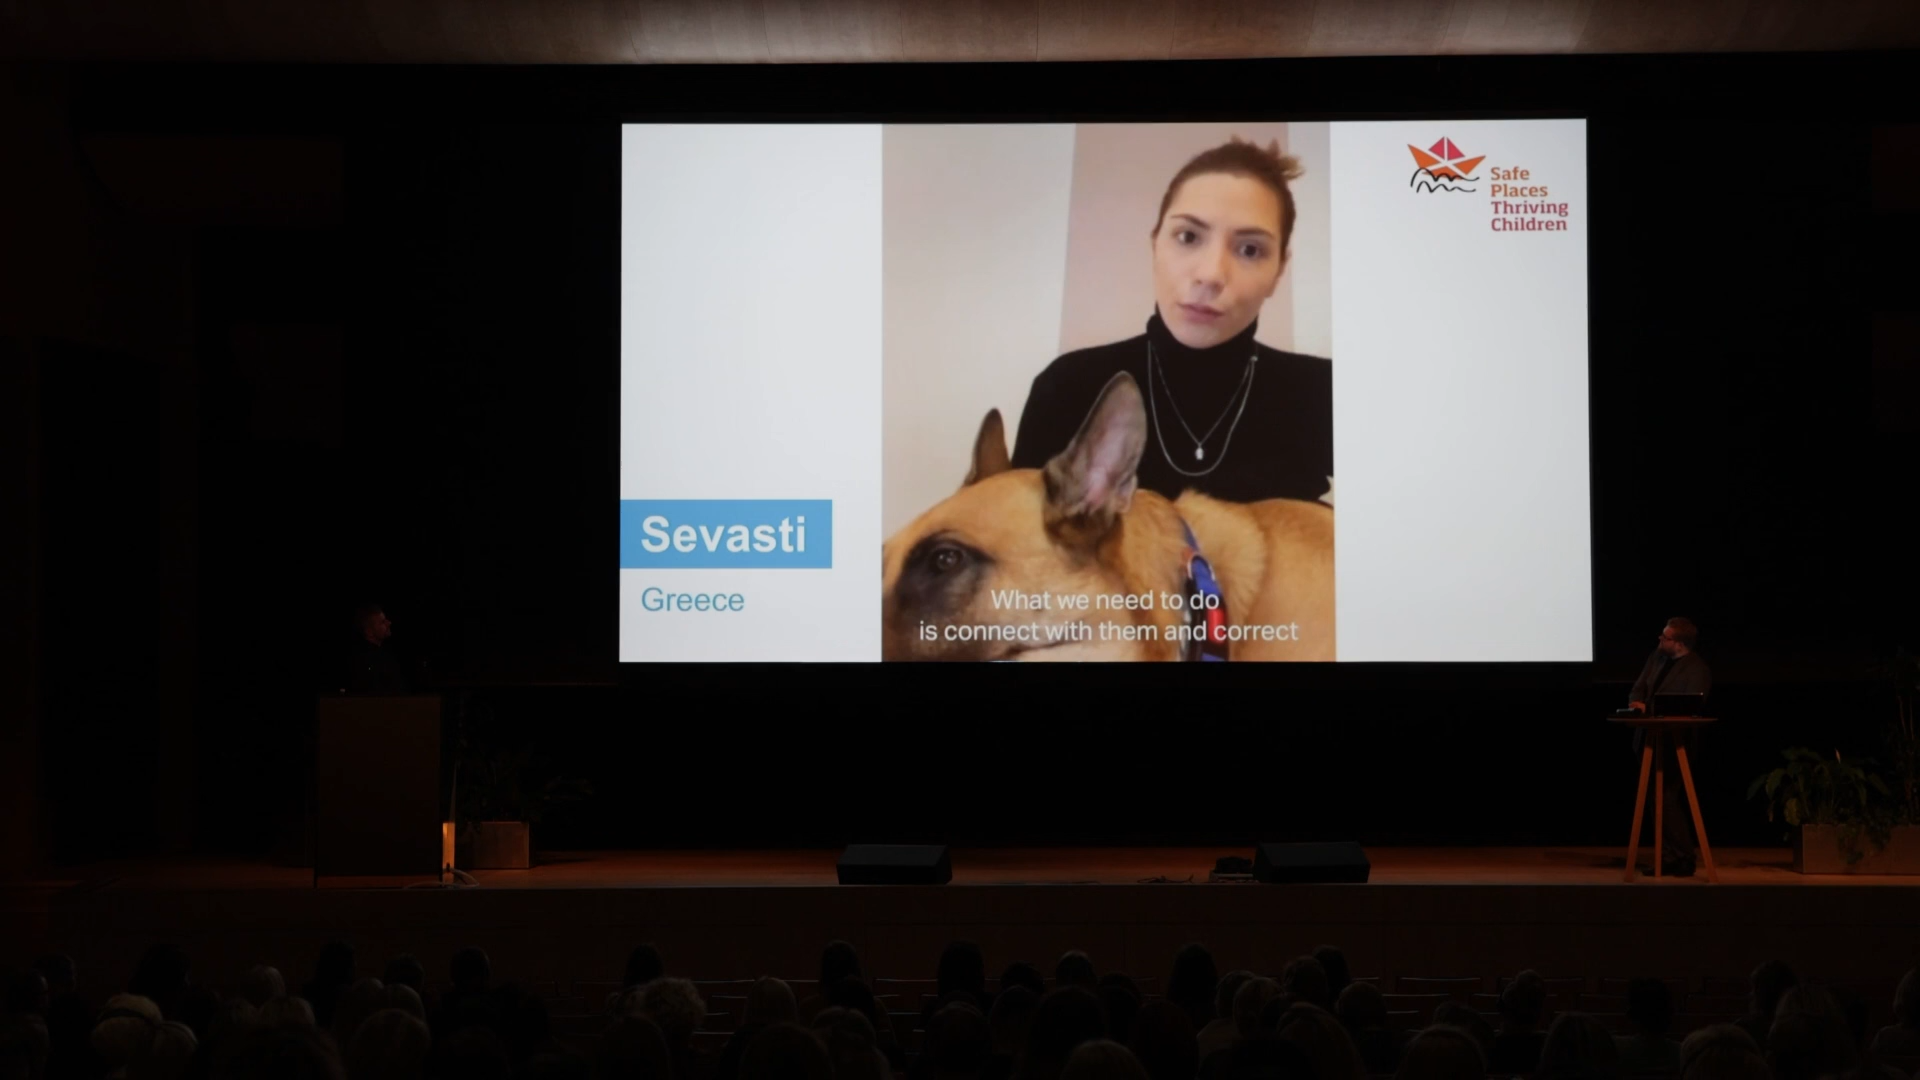 Safe
Places
Thriving
Children
Sevasti
Greece
What we need to do
is connect with them and correct